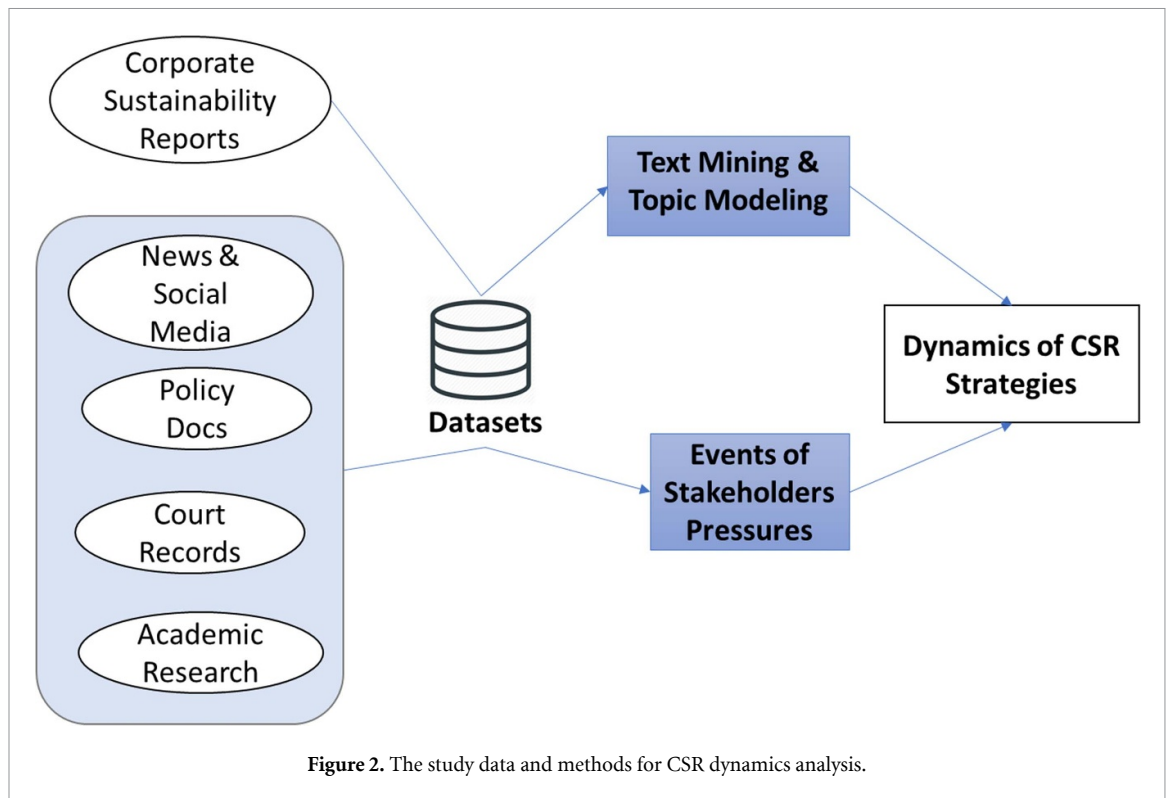 Corporate
Sustainability
Reports
News &
Social
Media
Policy
Docs
Court
Records
Academic
Research
Datasets
Text Mining &
Topic Modeling
Events of
Stakeholders
Pressures
Dynamics of CSR
Strategies
Figure 2. The study data and methods for CSR dynamics analysis.